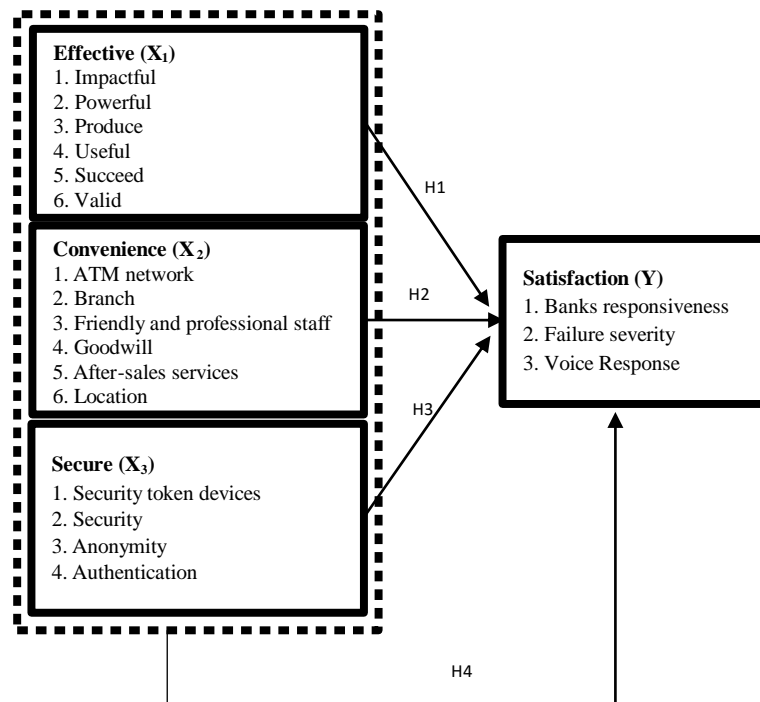 Effective (X₁)
1. Impactful
2. Powerful
3. Produce
4. Useful
5. Succeed
6. Valid
H1
Convenience (X₂)
1. ATM network
2. Branch
3. Friendly and professional staff
4. Goodwill
5. After-sales services
6. Location
H2
Satisfaction (Y)
1. Banks responsiveness
2. Failure severity
3. Voice Response
H3
Secure (X₃)
1. Security token devices
2. Security
3. Anonymity
4. Authentication
H4